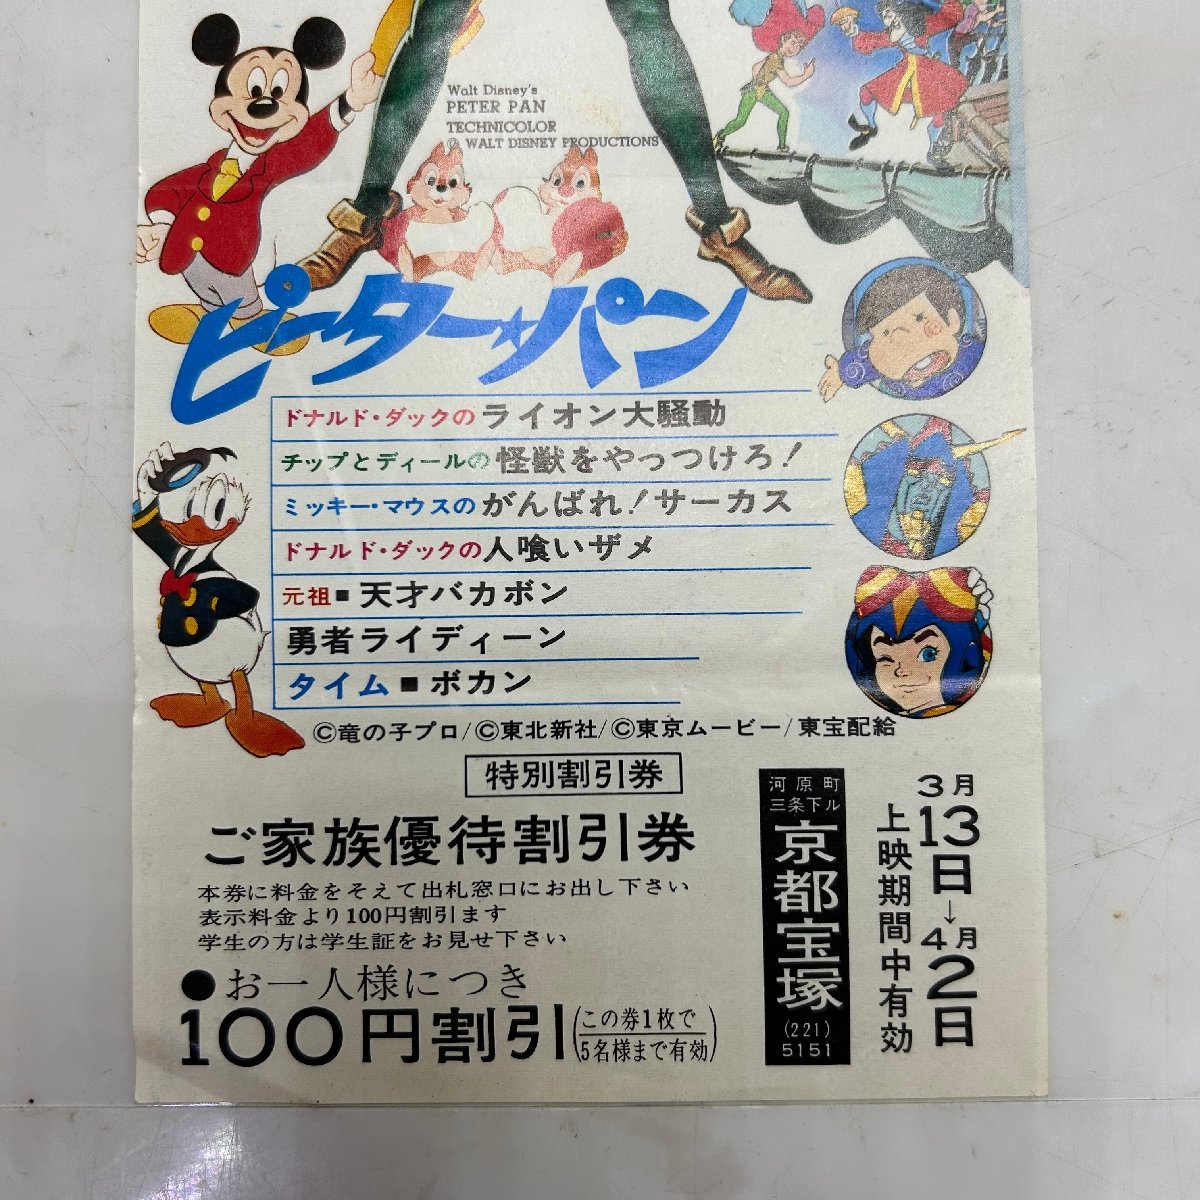 Walt Disney's
PETER PAN
TECHNICOLOR
© WALT DISNEY PRODUCTIONS
ピーター★パン
ドナルド・ダックのライオン大騒動
チップとディールの怪獣をやっつけろ!
ミッキー・マウスのがんばれ!サーカス
ドナルド・ダックの人喰いザメ
元祖■天才バカボン
勇者ライディーン
タイム■ボカン
©竜の子プロ/©東北新社/©東京ムービー/東宝配給
特別割引券
ご家族優待割引券
本券に料金をそえて出札窓口にお出し下さい
表示料金より100円割引ます
学生の方は学生証をお見せ下さい
●お一人様につき
100円割引(この券1枚で
5名様まで有効)
河原町
三条下ル
京都宝塚
(221)
5151
3月13日→4月2日
上映期間中有効